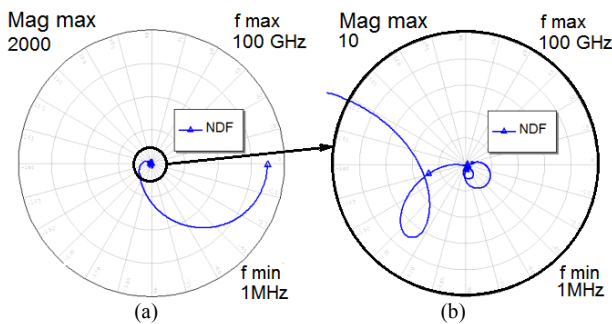 Mag max
2000
f max
100 GHz
NDF
f min
1MHz
(a)
Mag max
10
f max
100 GHz
NDF
f min
1MHz
(b)